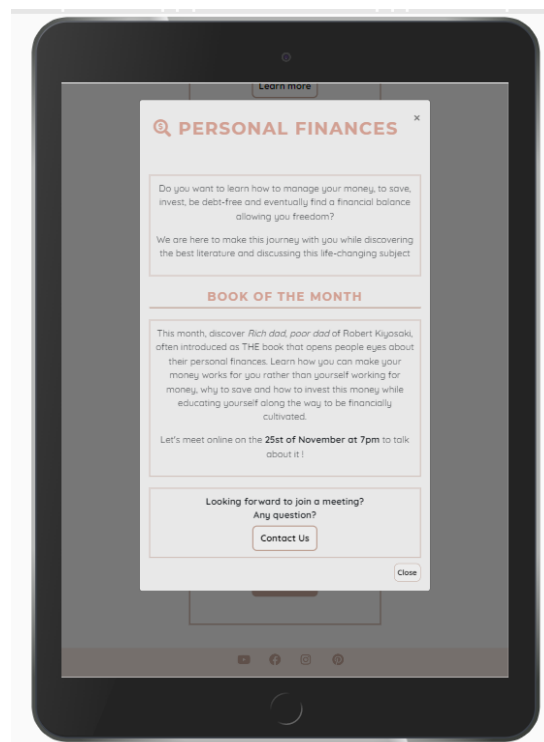 Learn more
PERSONAL FINANCES
×
Do you want to learn how to manage your money, to save,
invest, be debt-free and eventually find a financial balance
allowing you freedom?
We are here to make this journey with you while discovering
the best literature and discussing this life-changing subject
BOOK OF THE MONTH
This month, discover Rich dad, poor dad of Robert Kiyosaki,
often introduced as THE book that opens people eyes about
their personal finances. Learn how you can make your
money works for you rather than yourself working for
money, why to save and how to invest this money while
educating yourself along the way to be financially
cultivated.
Let's meet online on the 25st of November at 7pm to talk
about it !
Looking forward to join a meeting?
Any question?
Contact Us
Close